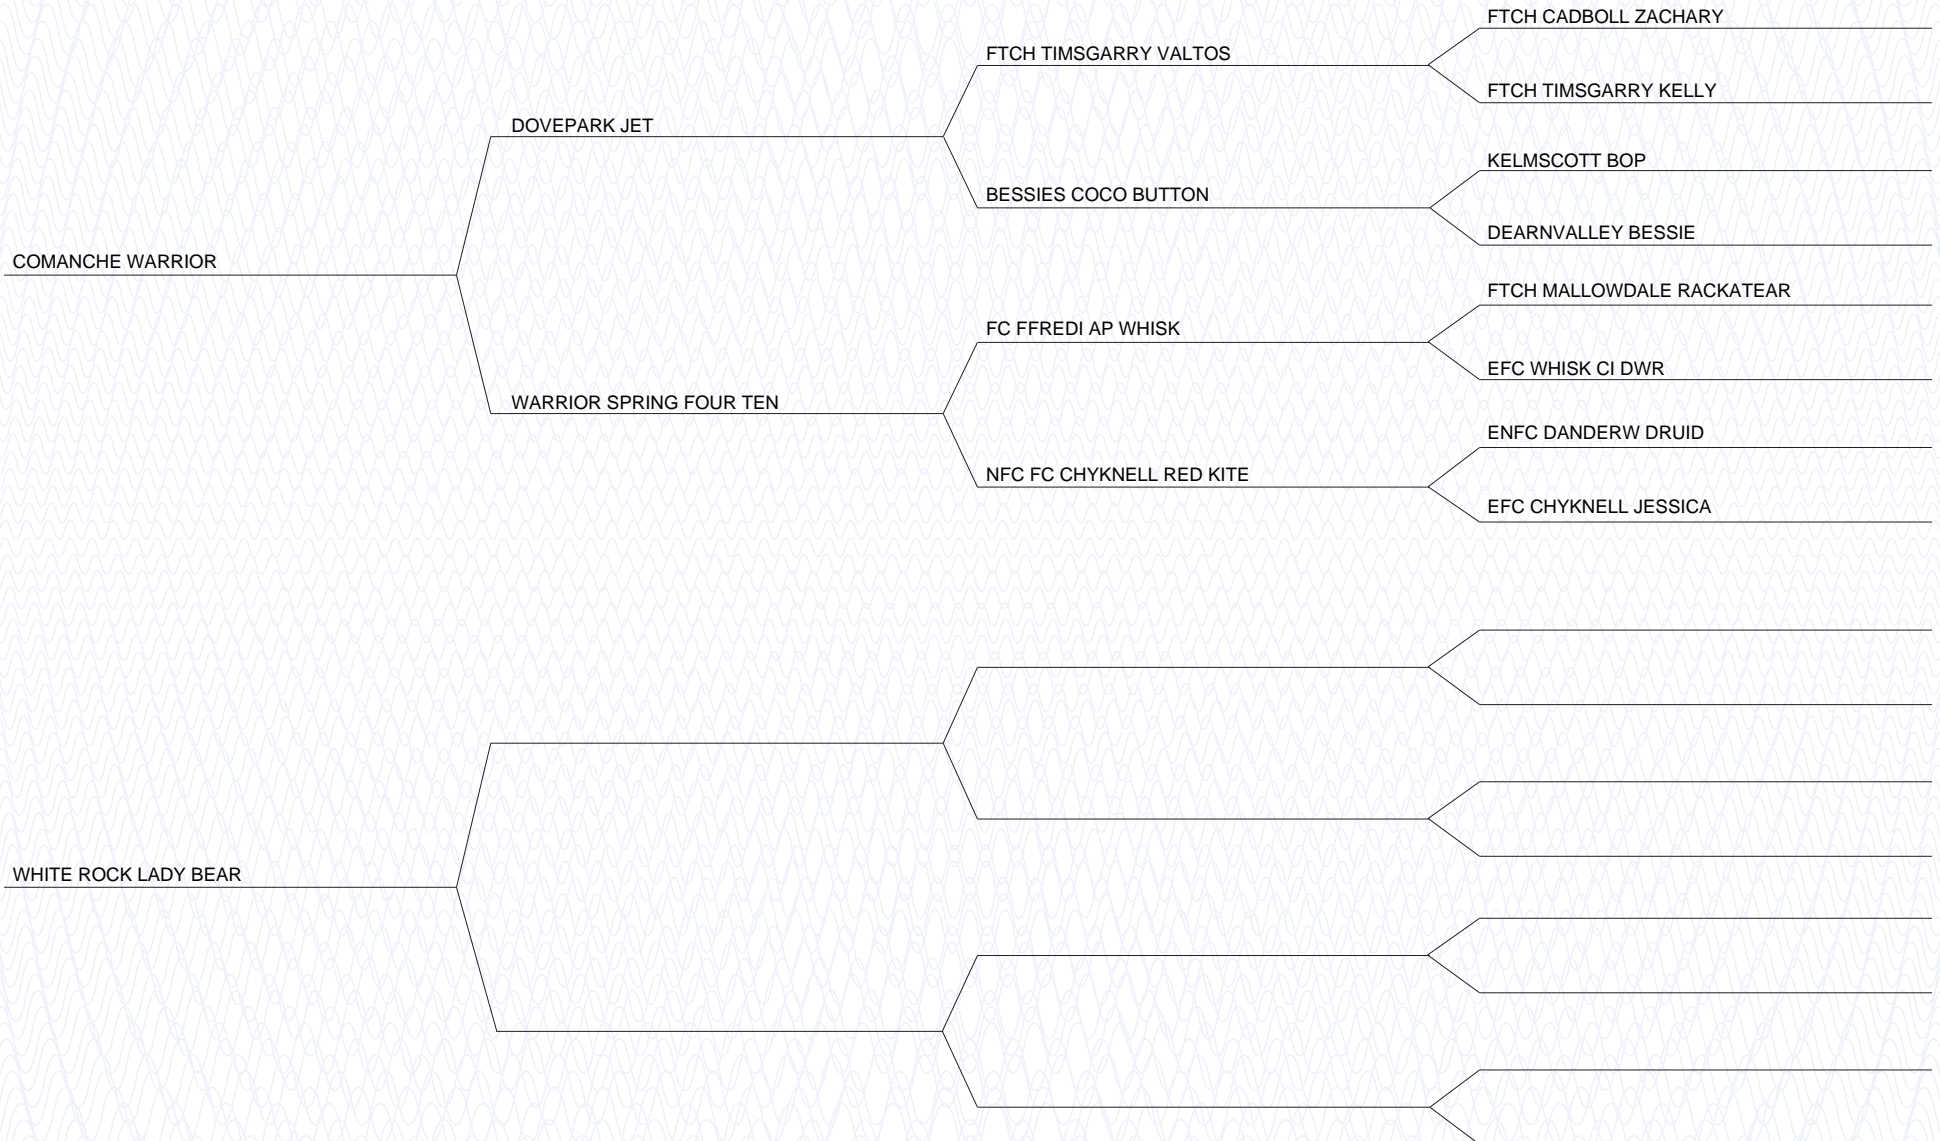 FTCH CADBOLL ZACHARY
FTCH TIMSGARRY VALTOS
FTCH TIMSGARRY KELLY
DOVEPARK JET
KELMSCOTT BOP
BESSIES COCO BUTTON
DEARNVALLEY BESSIE
COMANCHE WARRIOR
FTCH MALLOWDALE RACKATEAR
FC FFREDI AP WHISK
EFC WHISK CI DWR
WARRIOR SPRING FOUR TEN
ENFC DANDERW DRUID
NFC FC CHYKNELL RED KITE
EFC CHYKNELL JESSICA
WHITE ROCK LADY BEAR